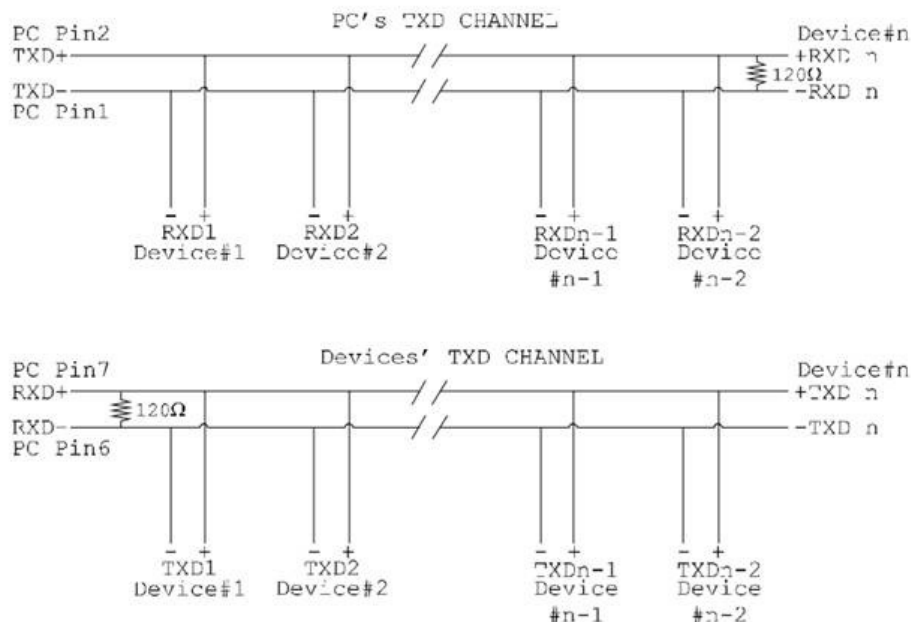 PC's TXD CHANNEL
PC Pin2
Device#n
TXD+
+RXD n
120Ω
TXD-
-RXD n
PC Pin1
- + - + - + - +
RXD1 RXD2 RXDn-1 RXDn-2
Device#1 Device#2 Device Device
#n-1 #n-2
Devices' TXD CHANNEL
PC Pin7
Device#n
RXD+
+TXD n
120Ω
RXD-
-TXD n
PC Pin6
- + - + - + - +
TXD1 TXD2 TXDn-1 TXDn-2
Device#1 Device#2 Device Device
#n-1 #n-2